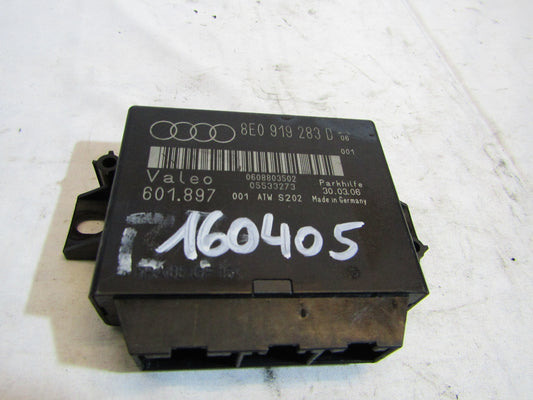 8E0 919 283 D
06
001
Valeo
0608803502
05533273
Parkhilfe
601.897
001 ATW S202
30.03.06
Made in Germany
160405